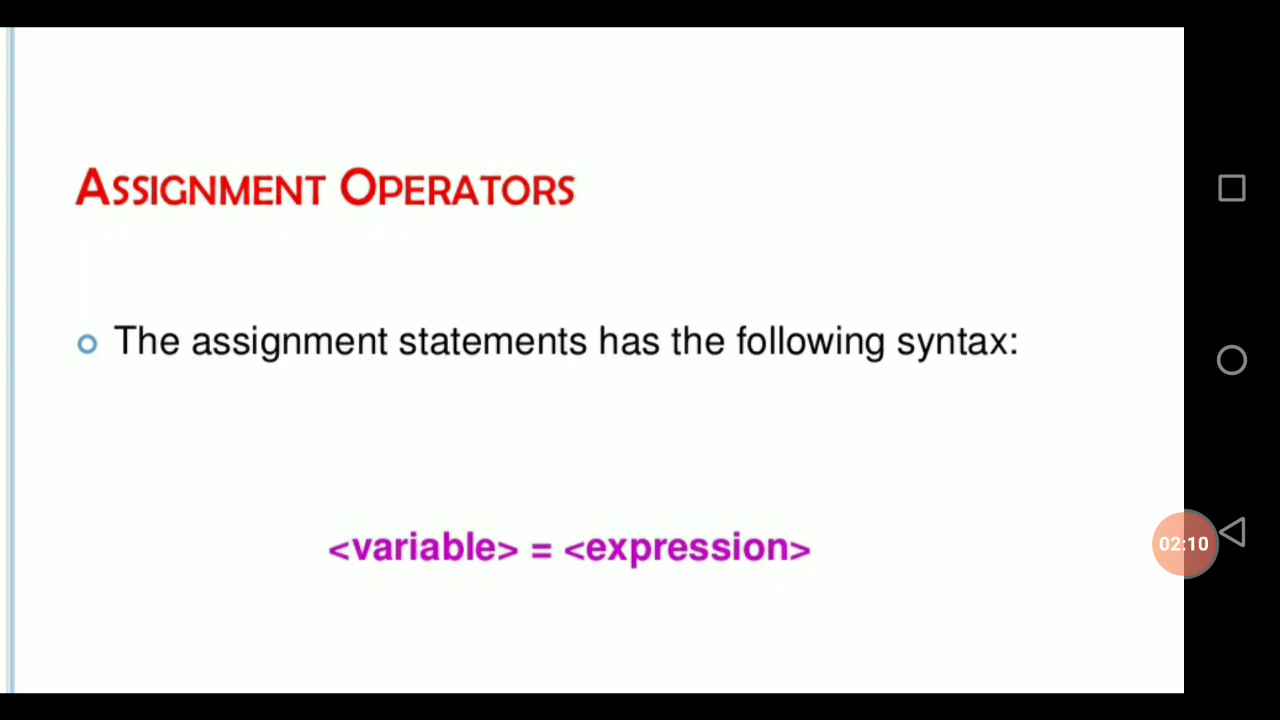 ASSIGNMENT OPERATORS
The assignment statements has the following syntax:
<variable> = <expression>
02:10